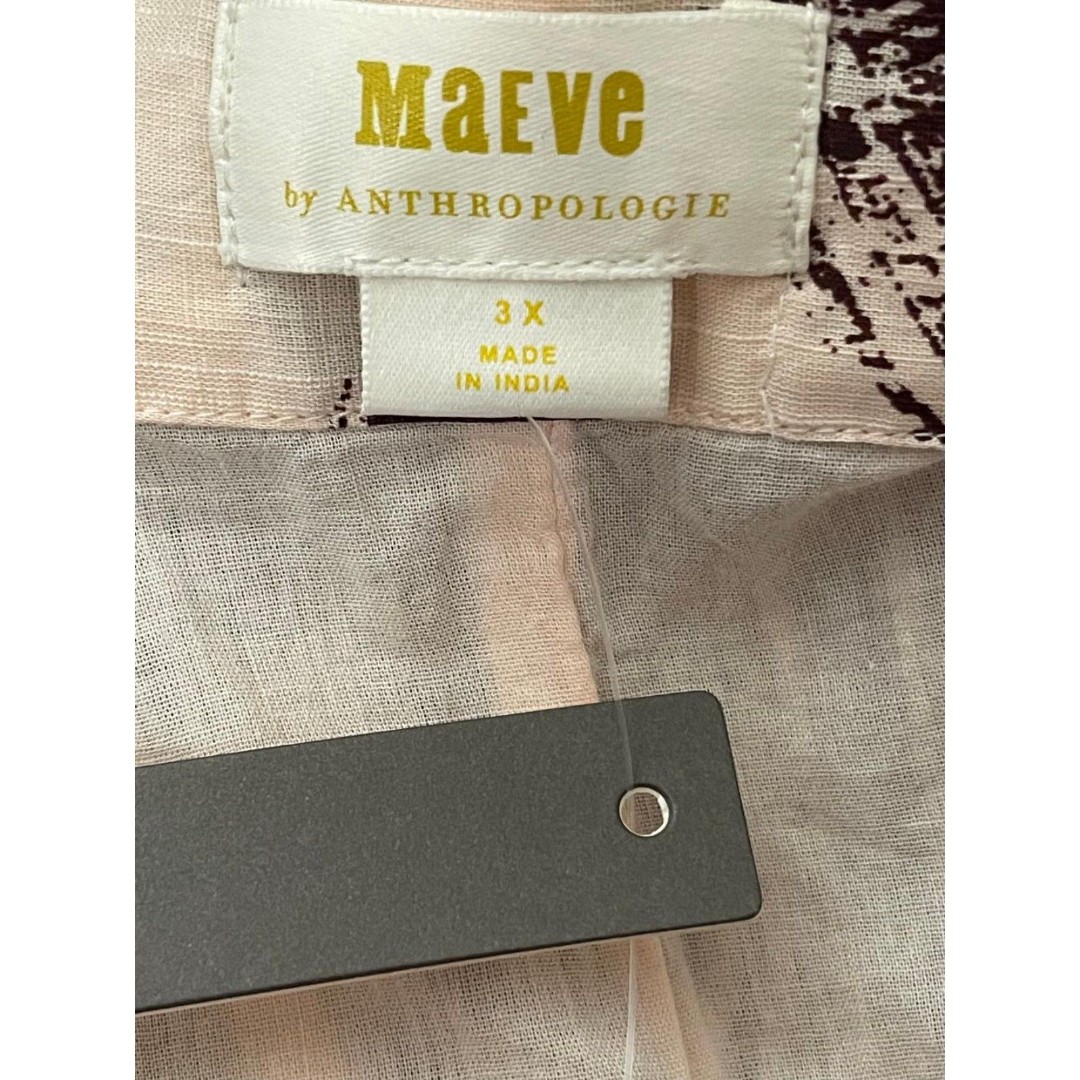 MaEVe
by ANTHROPOLOGIE
3 X
MADE
IN INDIA